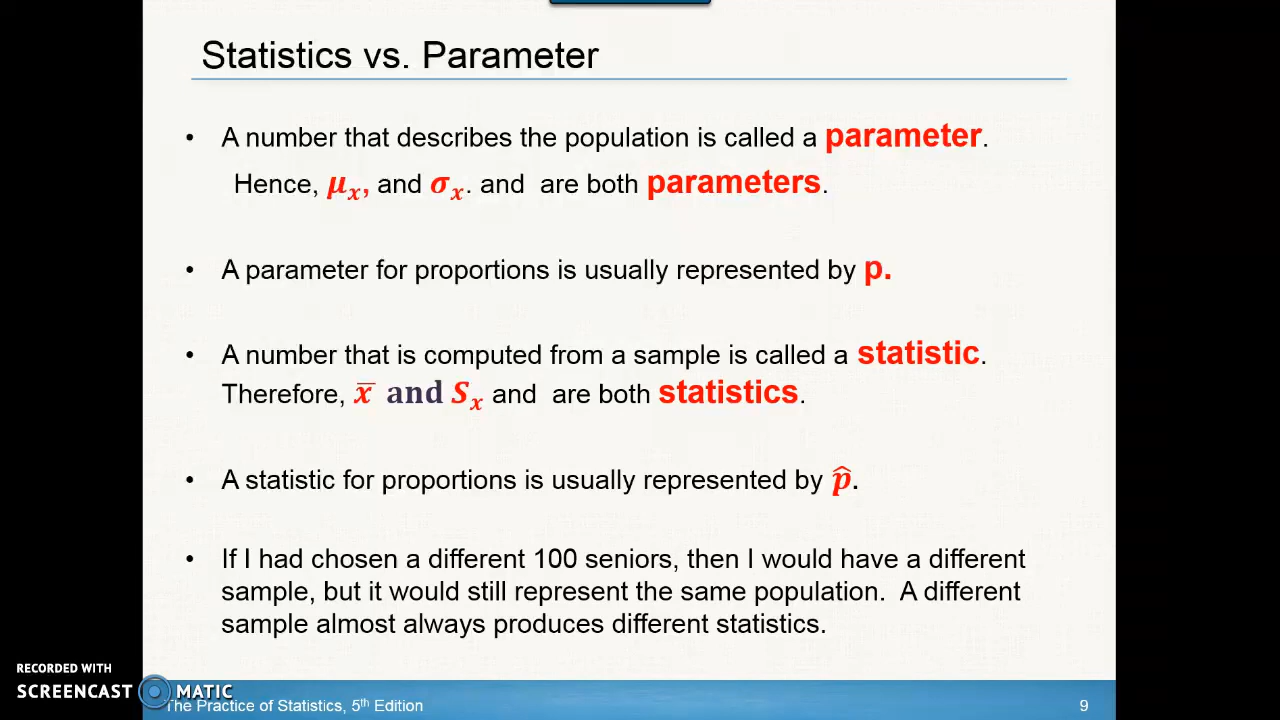 Statistics vs. Parameter
• A number that describes the population is called a parameter.
Hence, μₓ, and σₓ. and are both parameters.
• A parameter for proportions is usually represented by p.
• A number that is computed from a sample is called a statistic.
Therefore, x̅ and Sₓ and are both statistics.
• A statistic for proportions is usually represented by p̂.
• If I had chosen a different 100 seniors, then I would have a different
sample, but it would still represent the same population. A different
sample almost always produces different statistics.
RECORDED WITH
SCREENCAST MATIC
The Practice of Statistics, 5th Edition
9